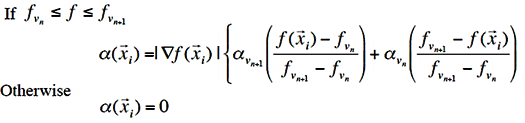 If f_{v_n} ≤ f ≤ f_{v_{n+1}}
α(x⃗_i) = | ∇f(x⃗_i) | { α_{v_{n+1}} ( (f(x⃗_i) − f_{v_n}) / (f_{v_{n+1}} − f_{v_n}) ) + α_{v_n} ( (f_{v_{n+1}} − f(x⃗_i)) / (f_{v_{n+1}} − f_{v_n}) )
Otherwise
α(x⃗_i) = 0